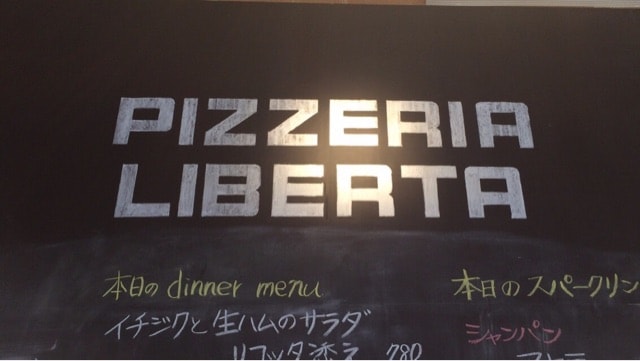 PIZZERIA
LIBERTA
本日の dinner menu
イチジクと生ハムのサラダ
リコッタ添え 780
本日のスパークリン
シャンパン